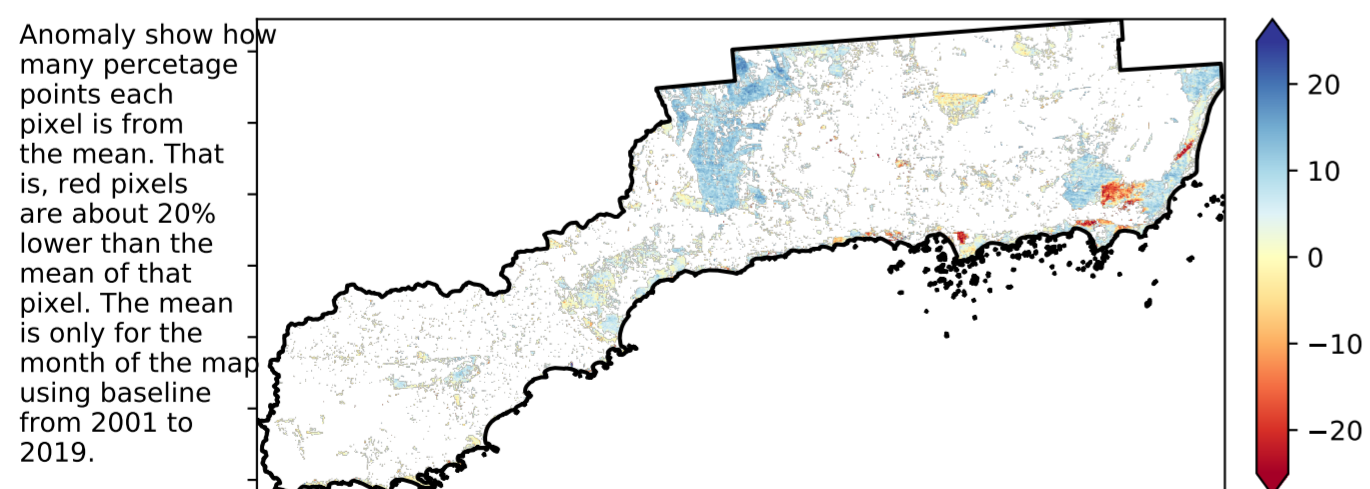 Anomaly show how
many percetage
points each
pixel is from
the mean. That
is, red pixels
are about 20%
lower than the
mean of that
pixel. The mean
is only for the
month of the map
using baseline
from 2001 to
2019.
20
10
0
−10
−20